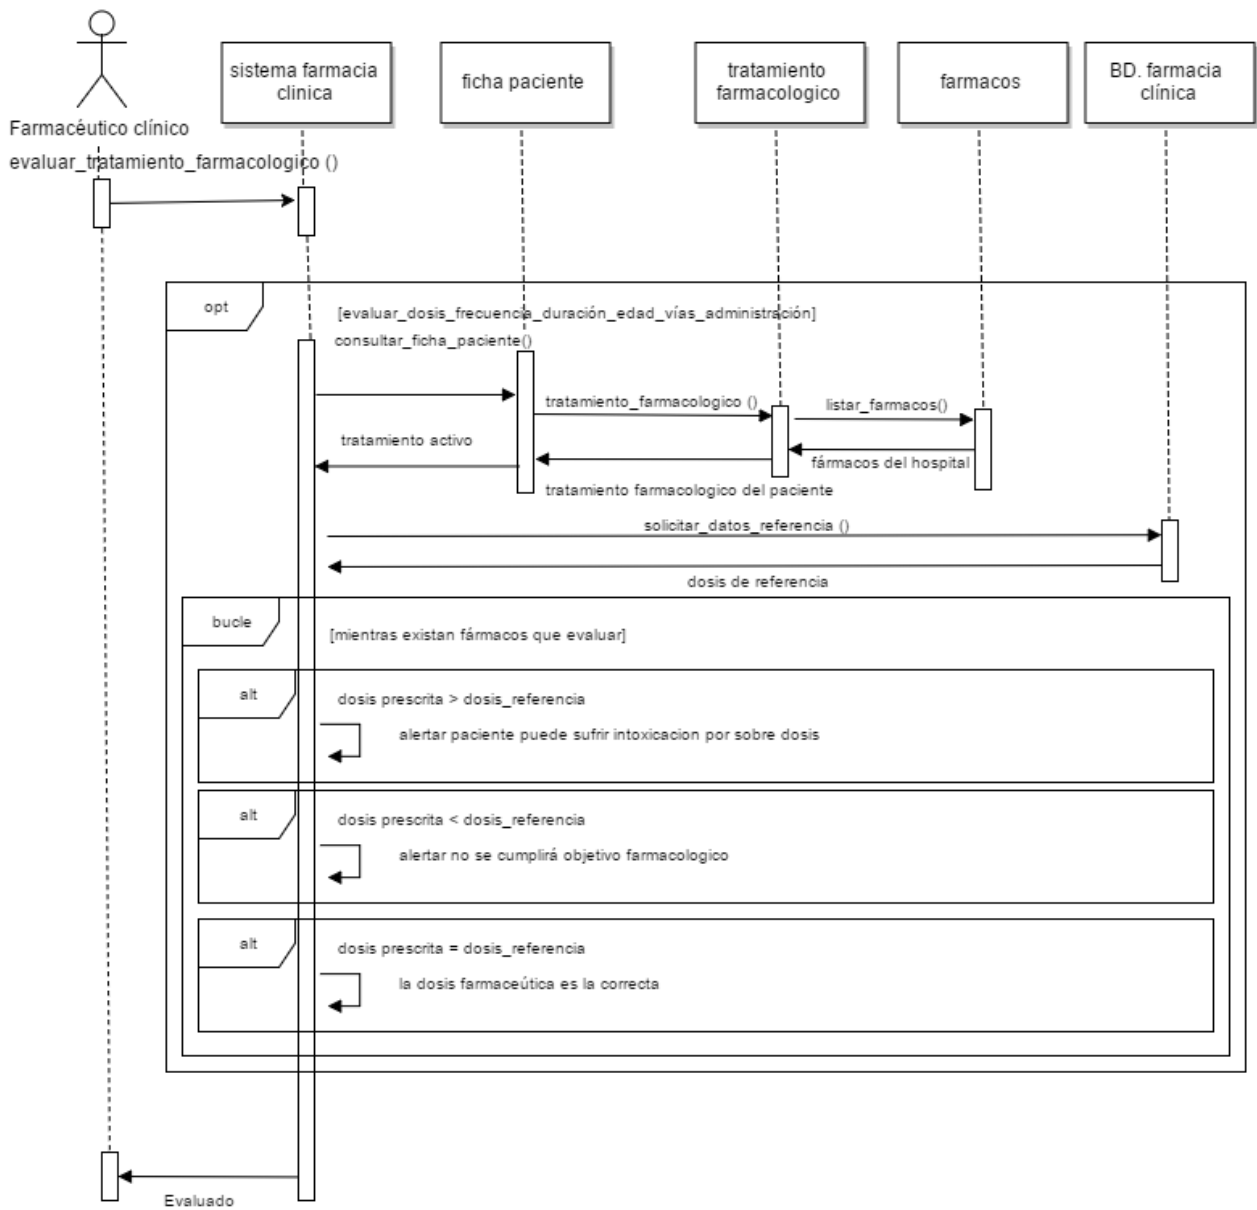 sistema farmacia
clinica
ficha paciente
tratamiento
farmacologico
farmacos
BD. farmacia
clínica
Farmacéutico clínico
evaluar_tratamiento_farmacologico ()
opt
[evaluar_dosis_frecuencia_duración_edad_vías_administración]
consultar_ficha_paciente()
tratamiento_farmacologico ()
listar_farmacos()
tratamiento activo
fármacos del hospital
tratamiento farmacologico del paciente
solicitar_datos_referencia ()
dosis de referencia
bucle
[mientras existan fármacos que evaluar]
alt
dosis prescrita > dosis_referencia
alertar paciente puede sufrir intoxicacion por sobre dosis
alt
dosis prescrita < dosis_referencia
alertar no se cumplirá objetivo farmacologico
alt
dosis prescrita = dosis_referencia
la dosis farmaceútica es la correcta
Evaluado